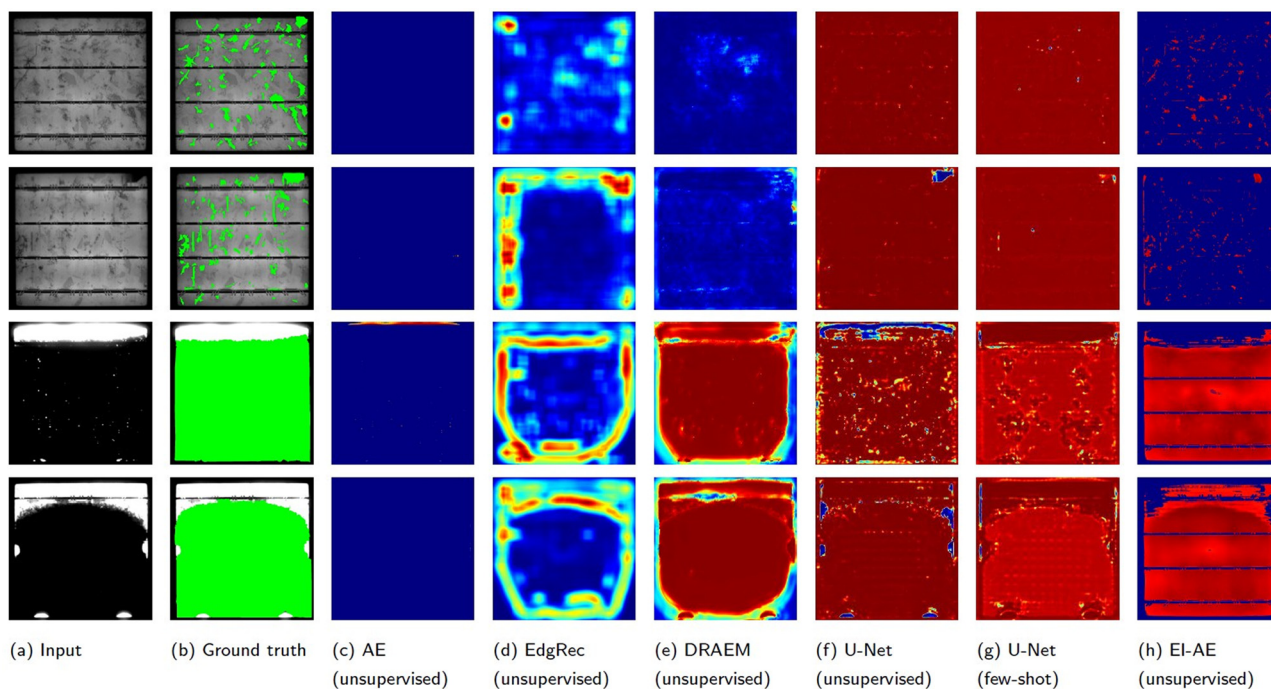 (a) Input
(b) Ground truth
(c) AE
(unsupervised)
(d) EdgRec
(unsupervised)
(e) DRAEM
(unsupervised)
(f) U-Net
(unsupervised)
(g) U-Net
(few-shot)
(h) EI-AE
(unsupervised)